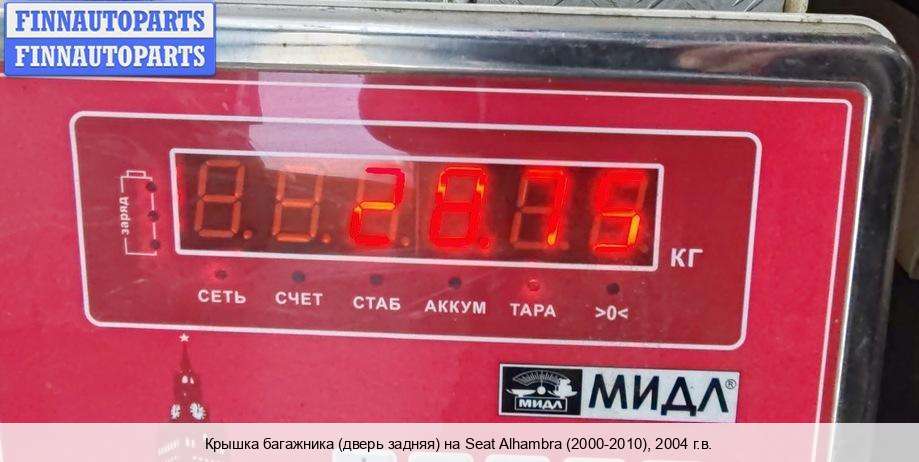 FINNAUTOPARTS
FINNAUTOPARTS
заряд
28.75
КГ
СЕТЬ СЧЕТ СТАБ АККУМ ТАРА >0<
МИДЛ МИДЛ®
Крышка багажника (дверь задняя) на Seat Alhambra (2000-2010), 2004 г.в.